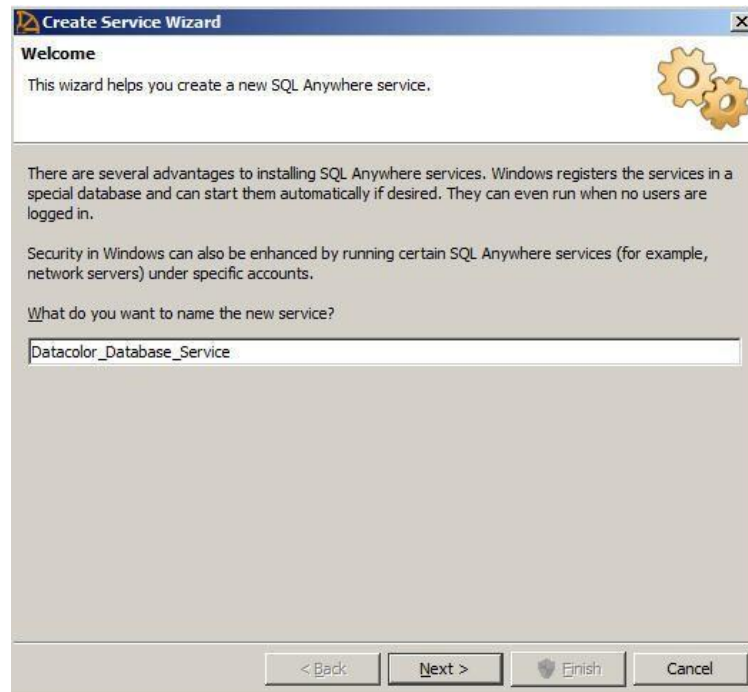 Create Service Wizard
Welcome
This wizard helps you create a new SQL Anywhere service.
There are several advantages to installing SQL Anywhere services. Windows registers the services in a
special database and can start them automatically if desired. They can even run when no users are
logged in.
Security in Windows can also be enhanced by running certain SQL Anywhere services (for example,
network servers) under specific accounts.
What do you want to name the new service?
Datacolor_Database_Service
< Back
Next >
Finish
Cancel